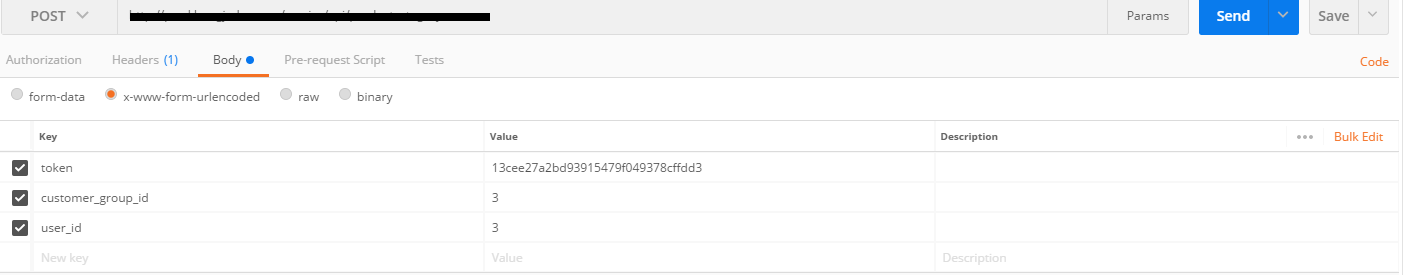 POST Params Send Save
Authorization Headers (1) Body Pre-request Script Tests Code
form-data x-www-form-urlencoded raw binary
Key Value Description Bulk Edit
token 13cee27a2bd93915479f049378cffdd3
customer_group_id 3
user_id 3
New key Value Description